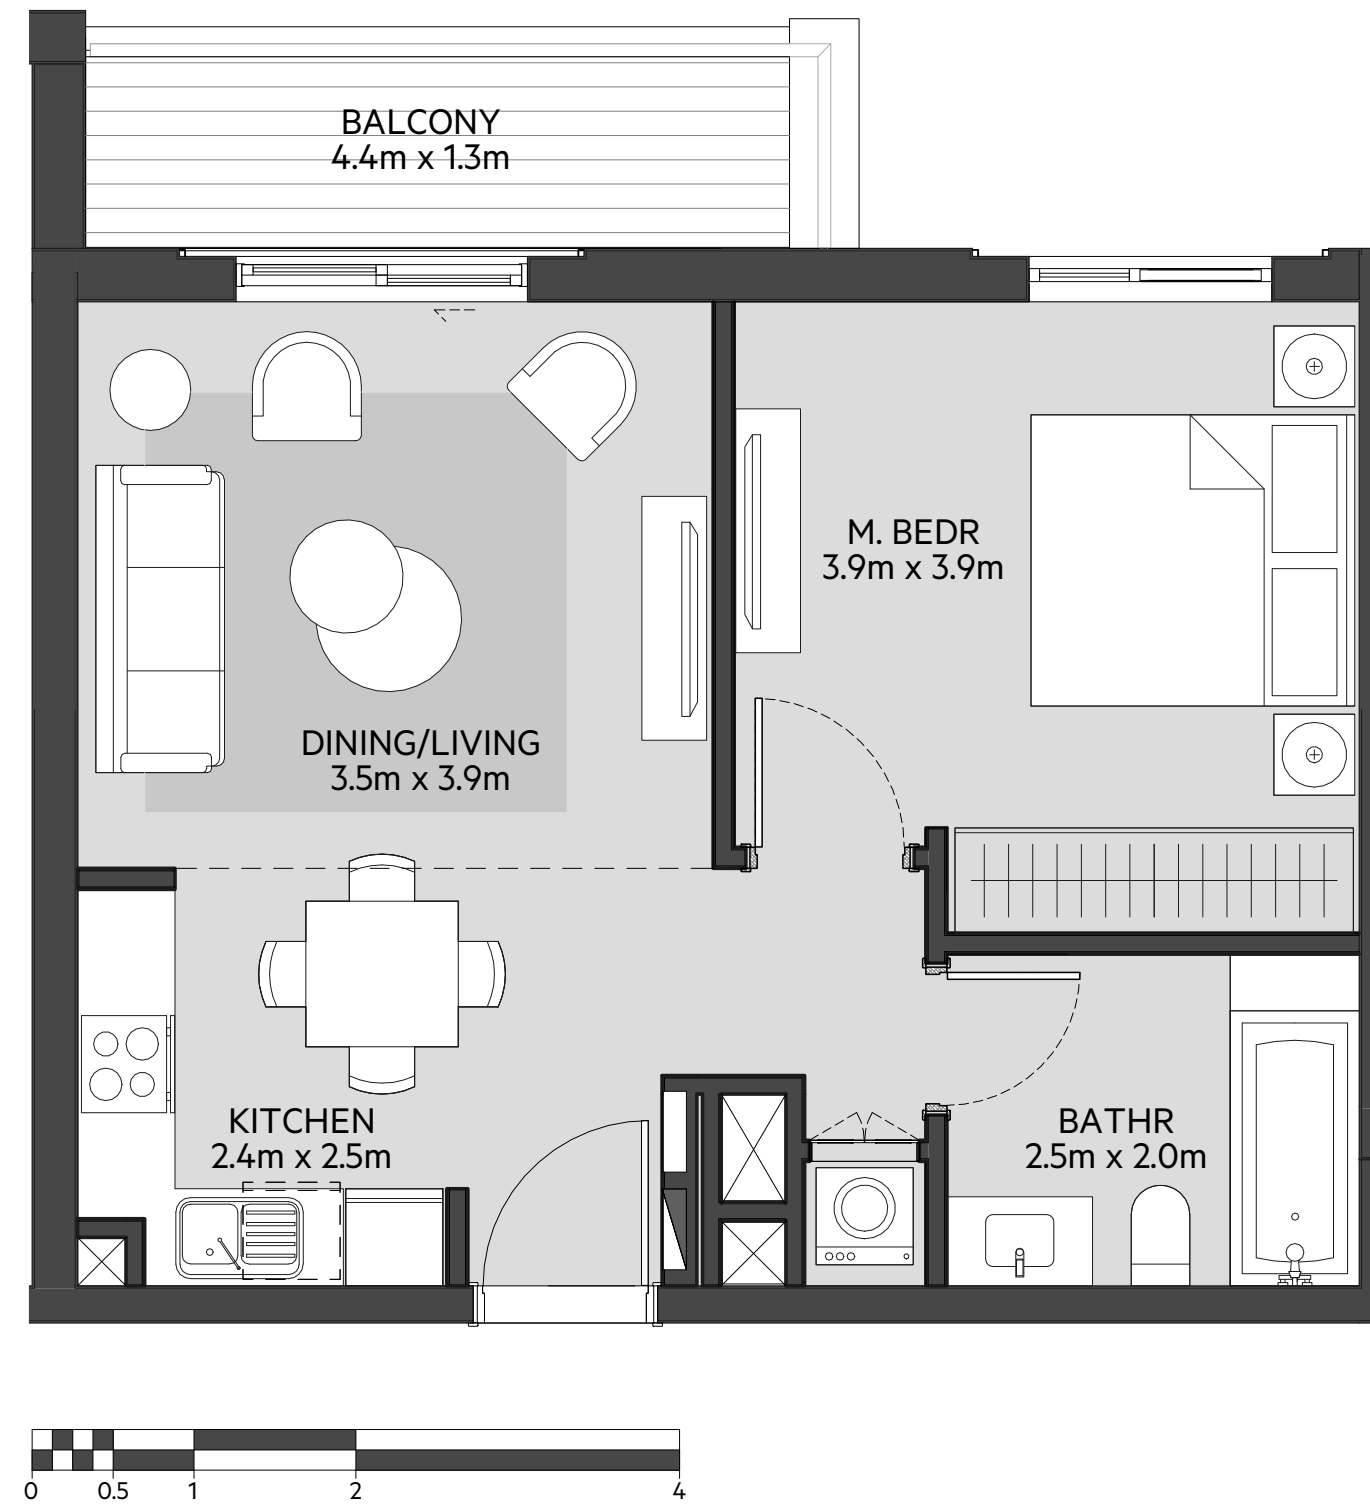 BALCONY
4.4m x 1.3m
M. BEDR
3.9m x 3.9m
DINING/LIVING
3.5m x 3.9m
KITCHEN
2.4m x 2.5m
BATHR
2.5m x 2.0m
0 0.5 1 2 4